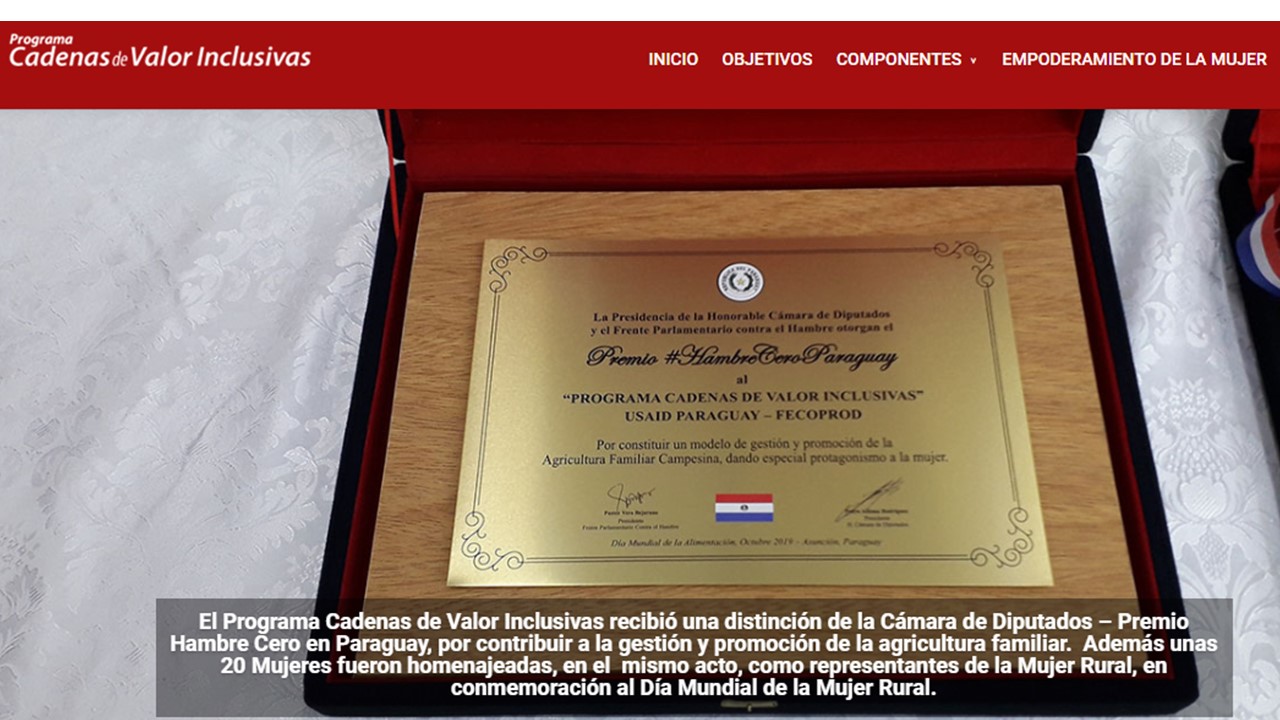 Programa
Cadenas de Valor Inclusivas
INICIO OBJETIVOS COMPONENTES EMPODERAMIENTO DE LA MUJER
La Presidencia de la Honorable Cámara de Diputados
y el Frente Parlamentario contra el Hambre otorgan el
Premio #HambreCeroParaguay
al
“PROGRAMA CADENAS DE VALOR INCLUSIVAS”
USAID PARAGUAY – FECOPROD
Por constituir un modelo de gestión y promoción de la
Agricultura Familiar Campesina, dando especial protagonismo a la mujer.
Presidente
Frente Parlamentario Contra el Hambre
Presidente
H. Cámara de Diputados
Día Mundial de la Alimentación, Octubre 2019 – Asunción, Paraguay
El Programa Cadenas de Valor Inclusivas recibió una distinción de la Cámara de Diputados – Premio
Hambre Cero en Paraguay, por contribuir a la gestión y promoción de la agricultura familiar. Además unas
20 Mujeres fueron homenajeadas, en el mismo acto, como representantes de la Mujer Rural, en
conmemoración al Día Mundial de la Mujer Rural.